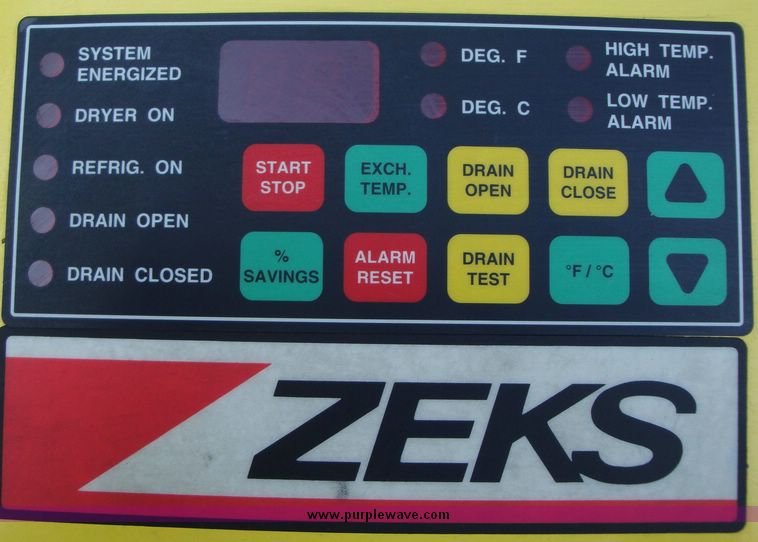 SYSTEM
ENERGIZED
DRYER ON
REFRIG. ON
DRAIN OPEN
DRAIN CLOSED
DEG. F
DEG. C
HIGH TEMP.
ALARM
LOW TEMP.
ALARM
START
STOP
EXCH.
TEMP.
DRAIN
OPEN
DRAIN
CLOSE
%
SAVINGS
ALARM
RESET
DRAIN
TEST
°F / °C
ZEKS
www.purplewave.com